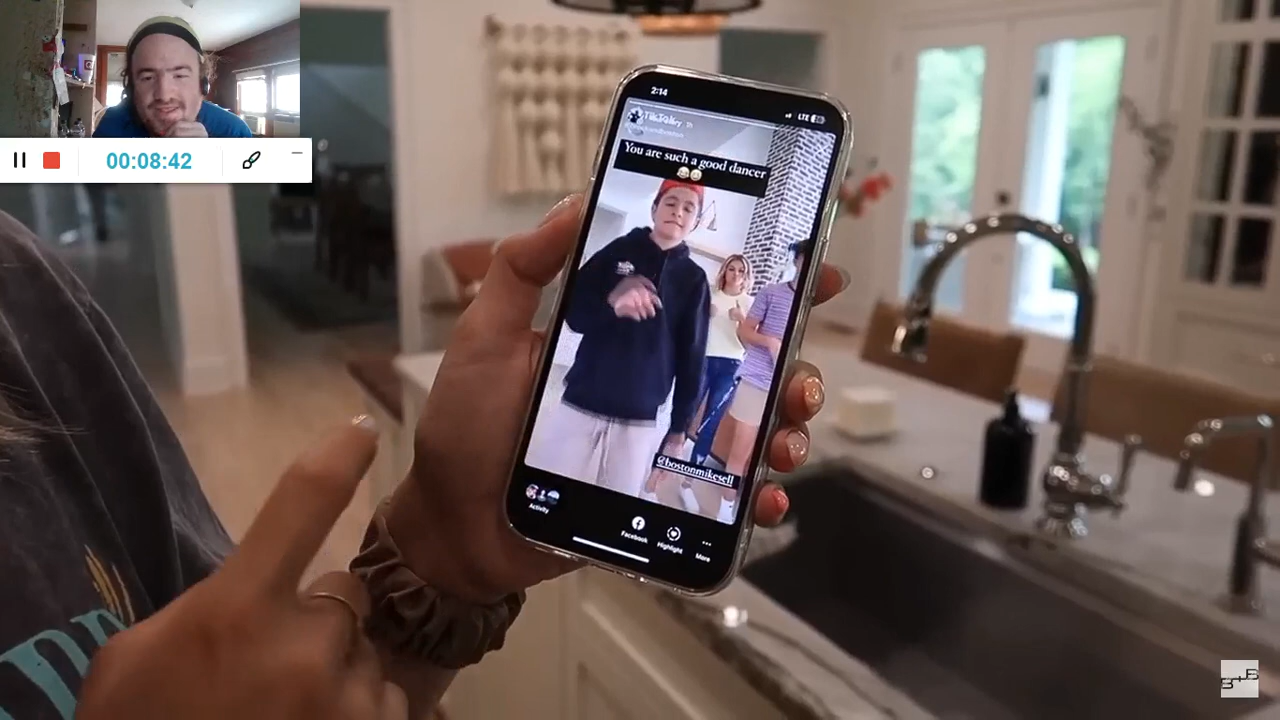 00:08:42
2:14
LTE
You are such a good dancer
@bostonmikesell
Activity
Facebook
Highlight
More